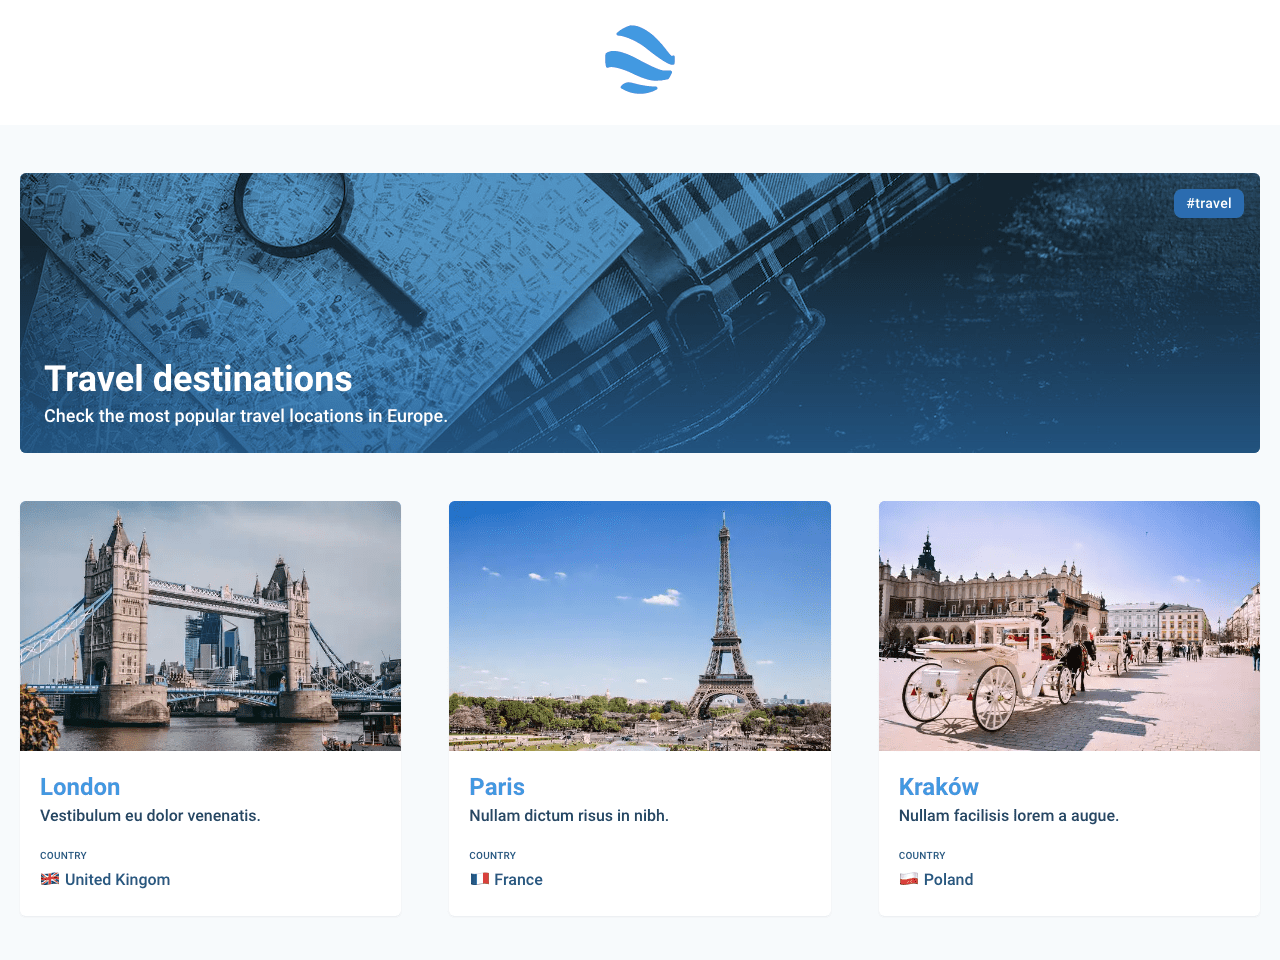 #travel
Travel destinations
Check the most popular travel locations in Europe.
London
Vestibulum eu dolor venenatis.
COUNTRY
🇬🇧 United Kingom
Paris
Nullam dictum risus in nibh.
COUNTRY
🇫🇷 France
Kraków
Nullam facilisis lorem a augue.
COUNTRY
🇵🇱 Poland